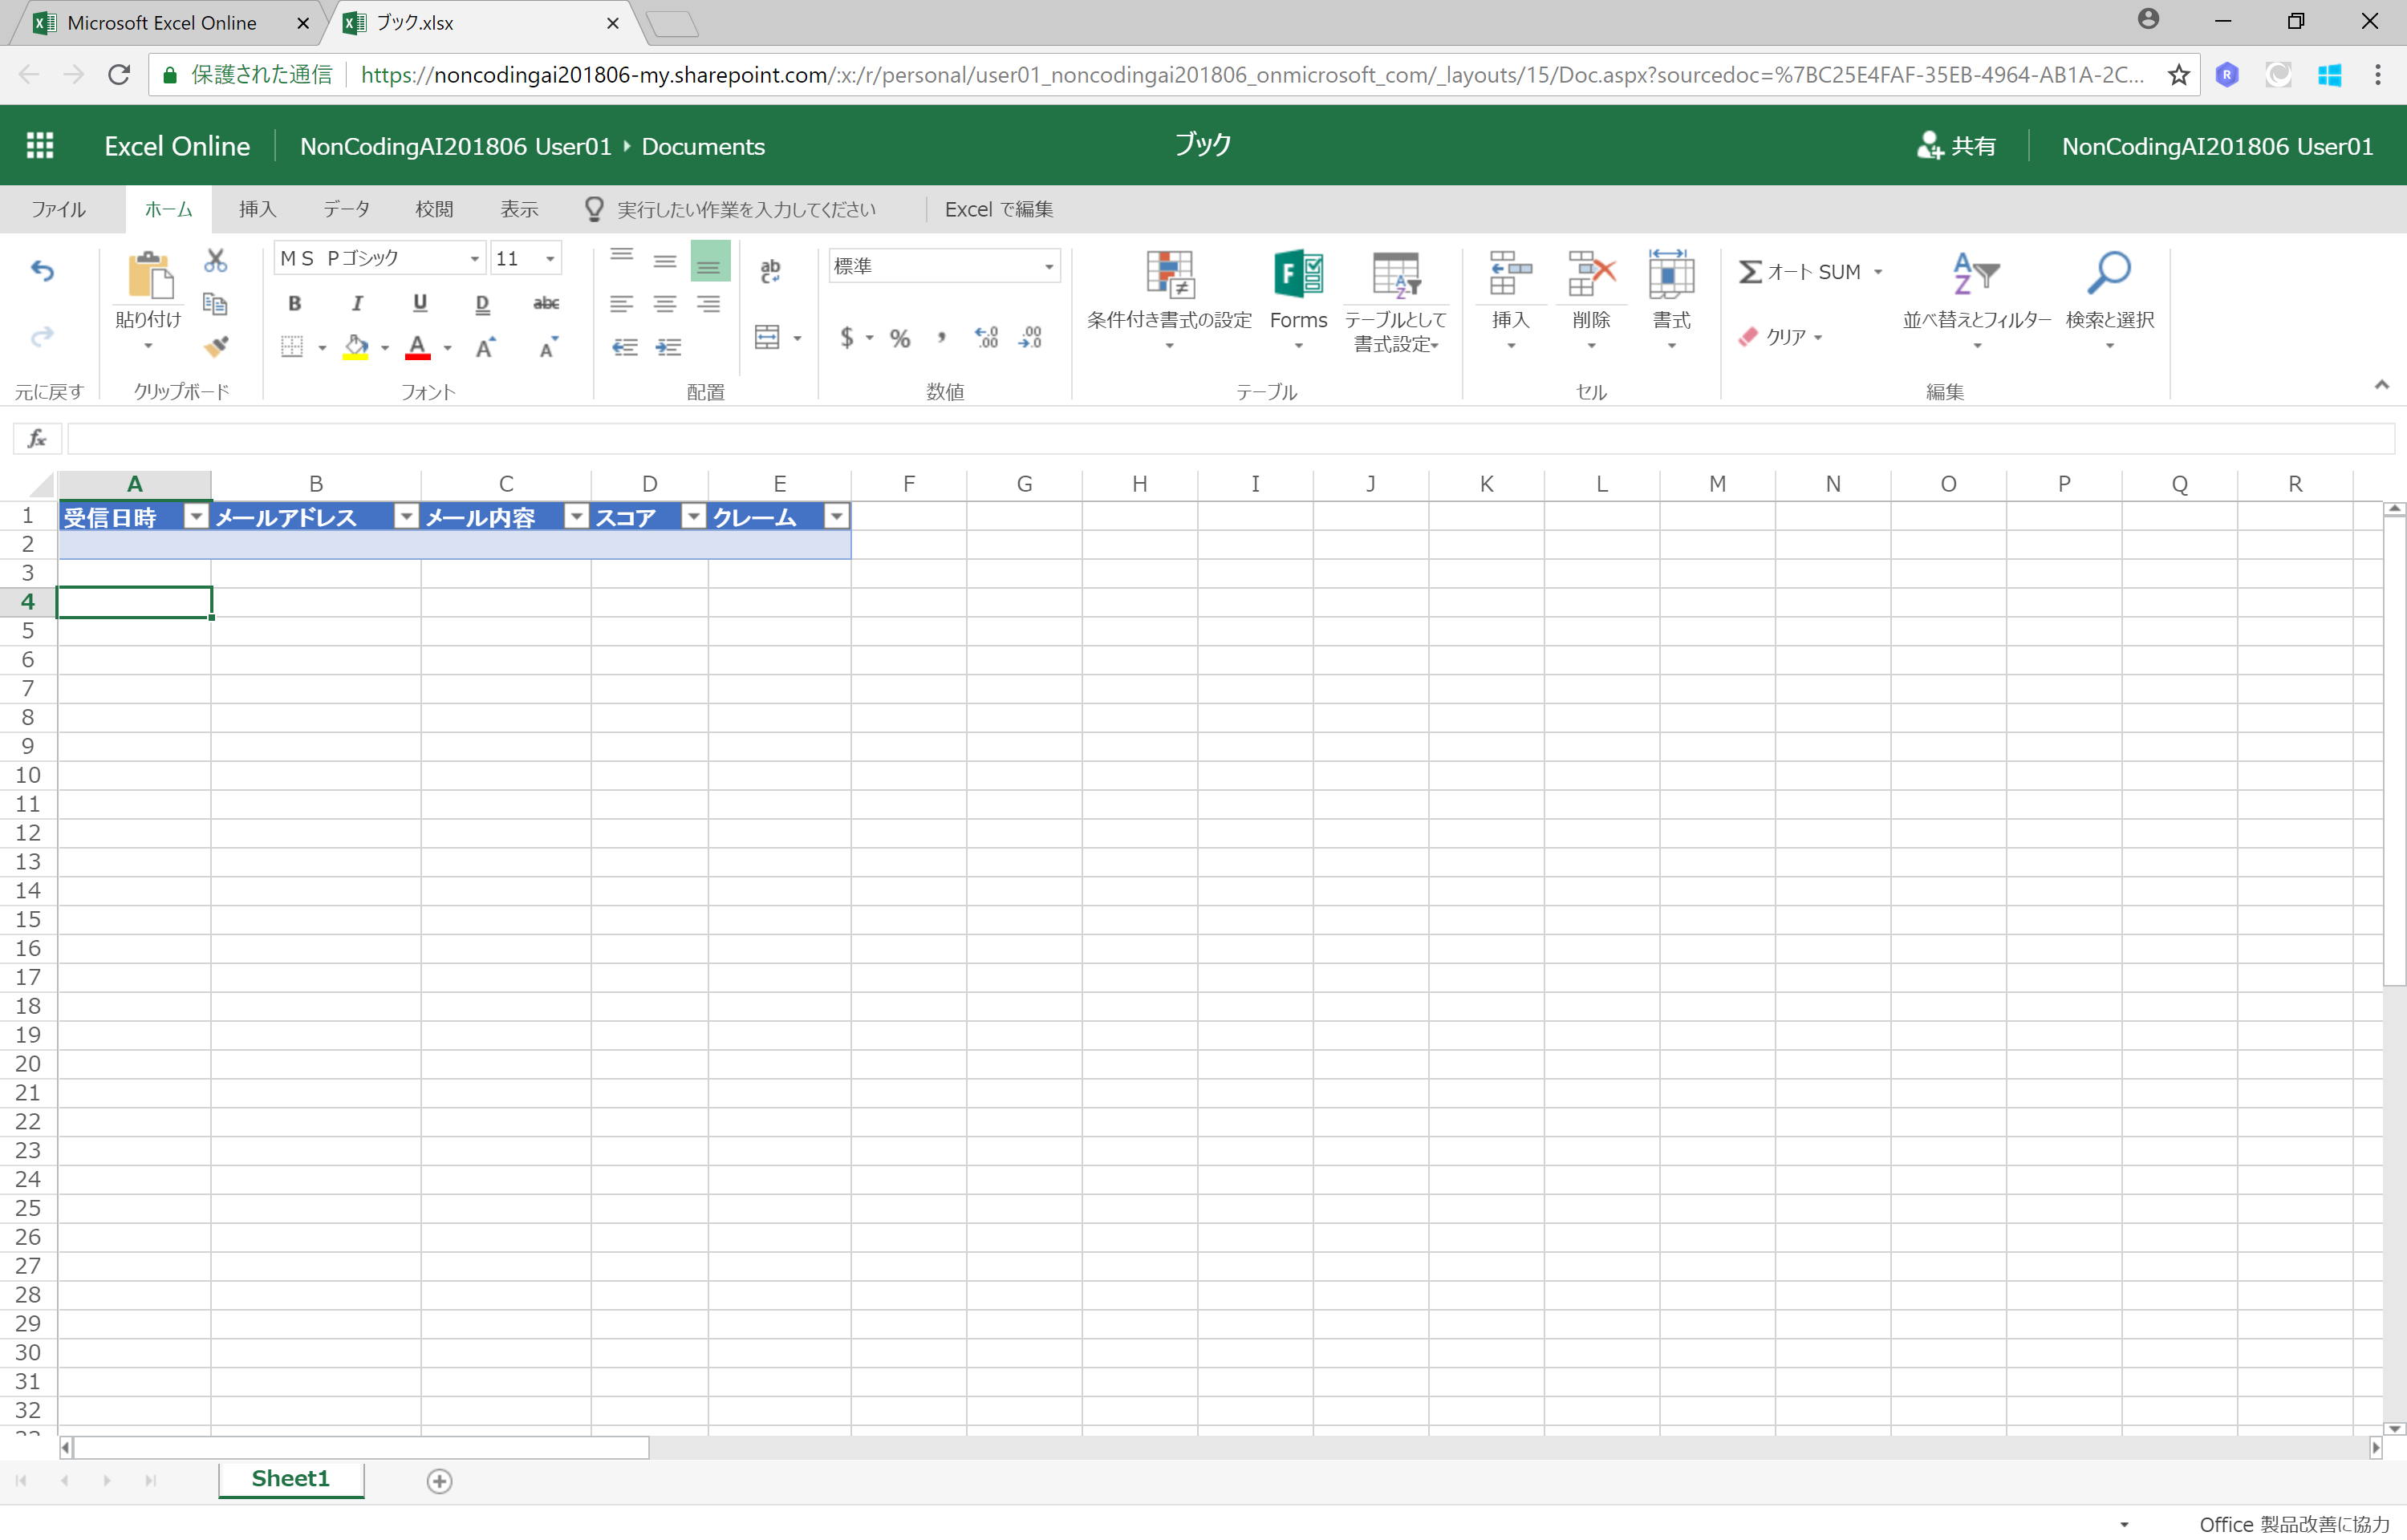 Microsoft Excel Online
ブック.xlsx
保護された通信
https://noncodingai201806-my.sharepoint.com/:x:/r/personal/user01_noncodingai201806_onmicrosoft_com/_layouts/15/Doc.aspx?sourcedoc=%7BC25E4FAF-35EB-4964-AB1A-2C...
Excel Online
NonCodingAI201806 User01
Documents
ブック
共有
NonCodingAI201806 User01
ファイル
ホーム
挿入
データ
校閲
表示
実行したい作業を入力してください
Excel で編集
ＭＳ Ｐゴシック
11
標準
オート SUM
貼り付け
条件付き書式の設定
Forms
テーブルとして
書式設定
挿入
削除
書式
クリア
並べ替えとフィルター
検索と選択
元に戻す
クリップボード
フォント
配置
数値
テーブル
セル
編集
A B C D E F G H I J K L M N O P Q R
1 受信日時 メールアドレス メール内容 スコア クレーム
2
3
4
5
6
7
8
9
10
11
12
13
14
15
16
17
18
19
20
21
22
23
24
25
26
27
28
29
30
31
32
Sheet1
Office 製品改善に協力